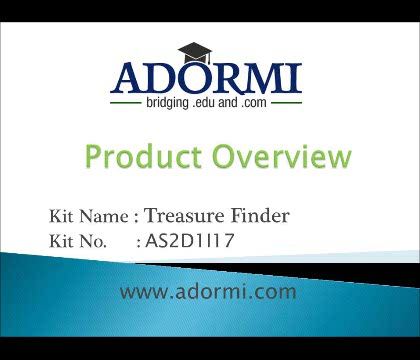 ADORMI
bridging .edu and .com
Product Overview
Kit Name : Treasure Finder
Kit No. : AS2D1I17
www.adormi.com